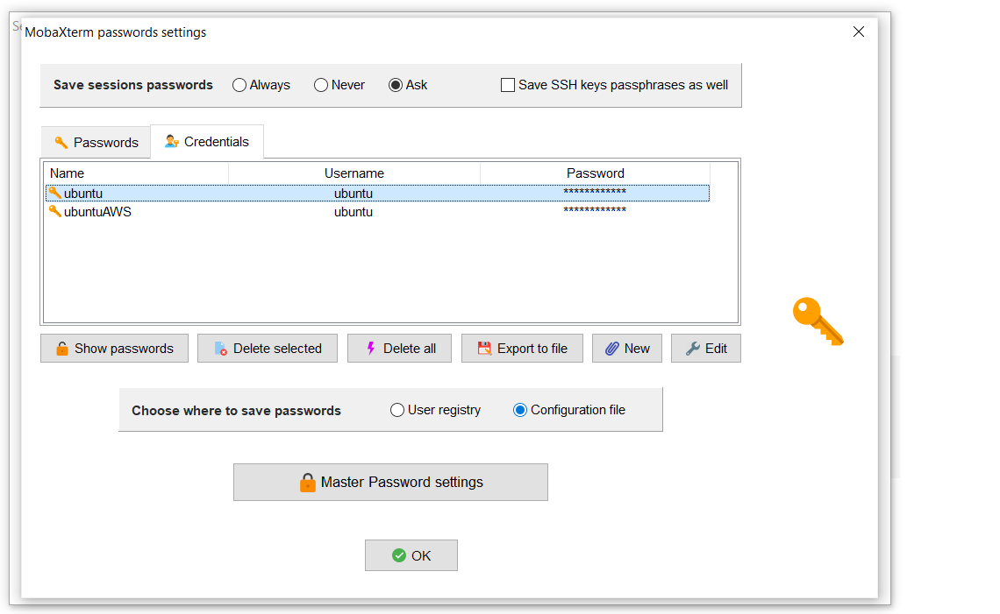 Se
MobaXterm passwords settings
Save sessions passwords Always Never Ask Save SSH keys passphrases as well
Passwords Credentials
Name Username Password
ubuntu ubuntu ************
ubuntuAWS ubuntu ************
Show passwords Delete selected Delete all Export to file New Edit
Choose where to save passwords User registry Configuration file
Master Password settings
OK